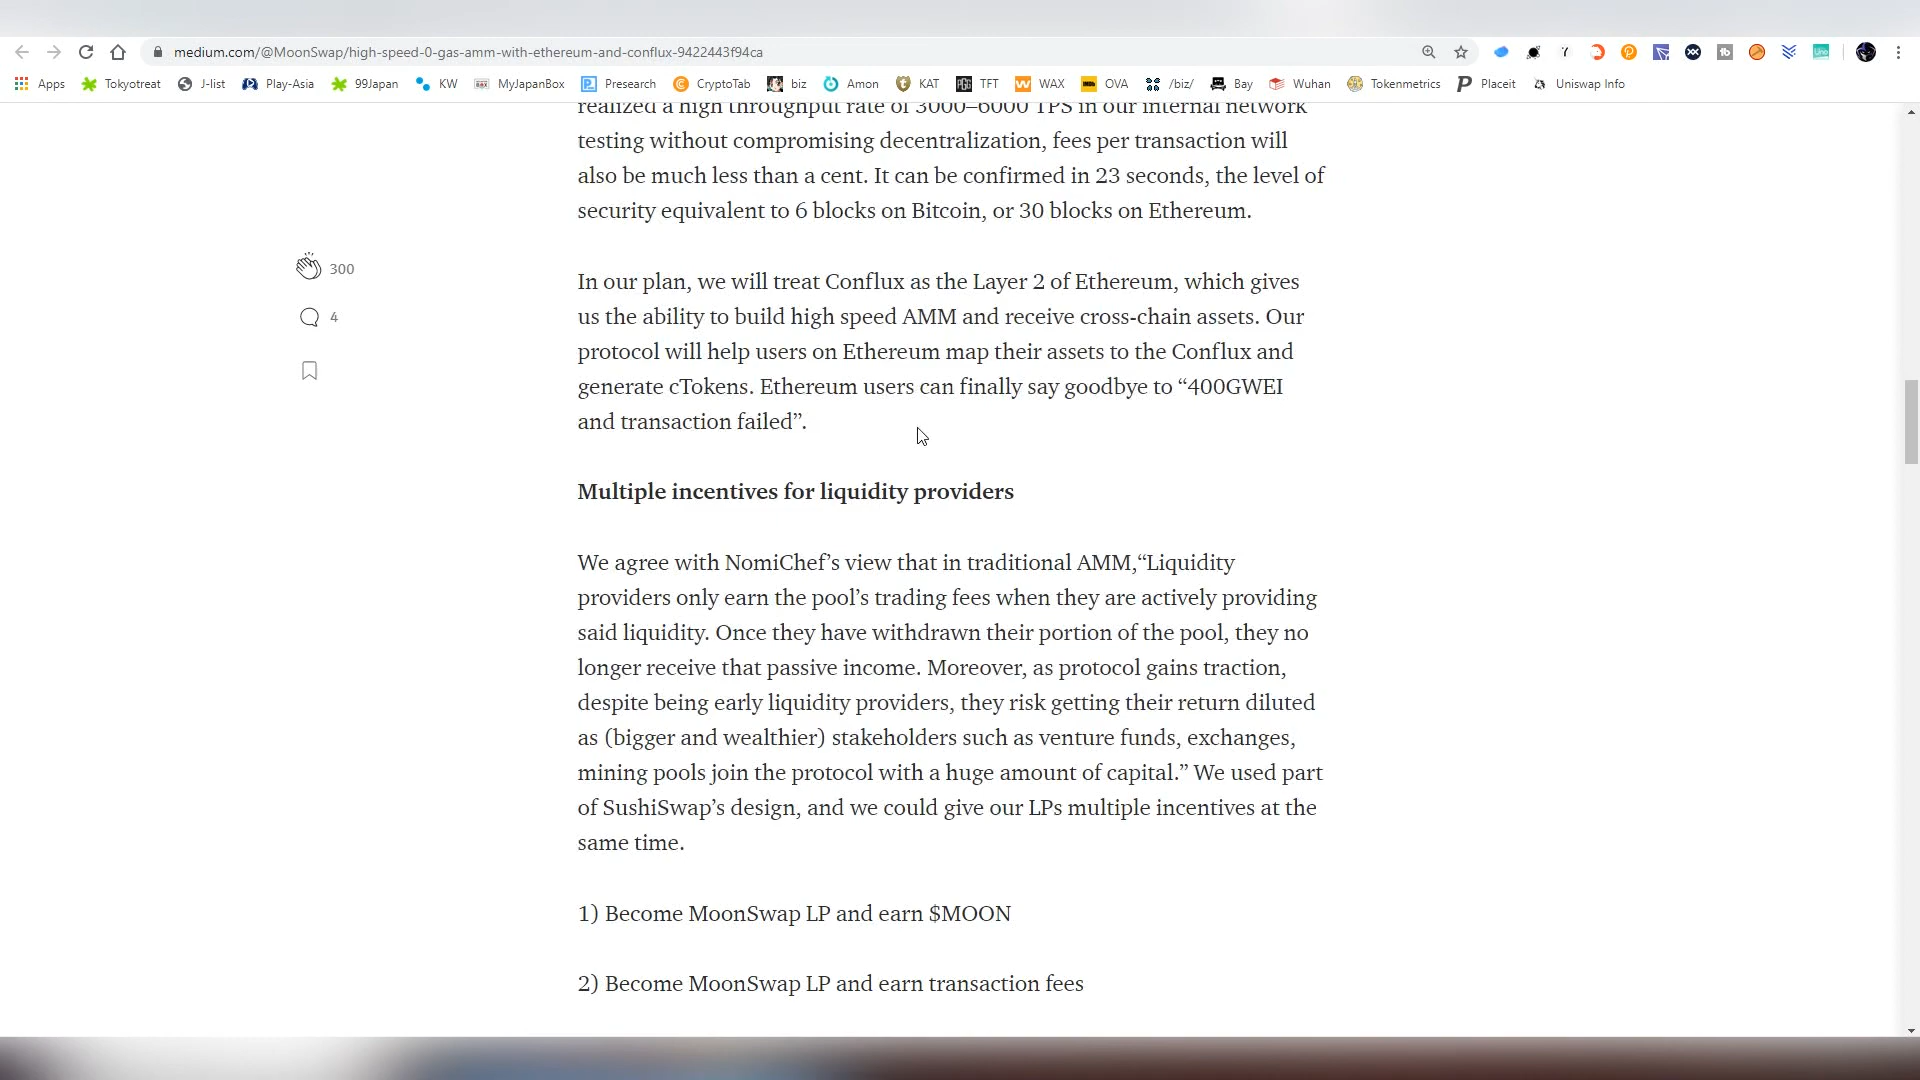 medium.com/@MoonSwap/high-speed-0-gas-amm-with-ethereum-and-conflux-9422443f94ca
Apps Tokyotreat J-list Play-Asia 99Japan KW MyJapanBox Presearch CryptoTab biz Amon KAT TFT WAX OVA /biz/ Bay Wuhan Tokenmetrics Placeit Uniswap Info
realized a high throughput rate of 3000–6000 TPS in our internal network
testing without compromising decentralization, fees per transaction will
also be much less than a cent. It can be confirmed in 23 seconds, the level of
security equivalent to 6 blocks on Bitcoin, or 30 blocks on Ethereum.
300
4
In our plan, we will treat Conflux as the Layer 2 of Ethereum, which gives
us the ability to build high speed AMM and receive cross-chain assets. Our
protocol will help users on Ethereum map their assets to the Conflux and
generate cTokens. Ethereum users can finally say goodbye to “400GWEI
and transaction failed”.
Multiple incentives for liquidity providers
We agree with NomiChef’s view that in traditional AMM,“Liquidity
providers only earn the pool’s trading fees when they are actively providing
said liquidity. Once they have withdrawn their portion of the pool, they no
longer receive that passive income. Moreover, as protocol gains traction,
despite being early liquidity providers, they risk getting their return diluted
as (bigger and wealthier) stakeholders such as venture funds, exchanges,
mining pools join the protocol with a huge amount of capital.” We used part
of SushiSwap’s design, and we could give our LPs multiple incentives at the
same time.
1) Become MoonSwap LP and earn $MOON
2) Become MoonSwap LP and earn transaction fees